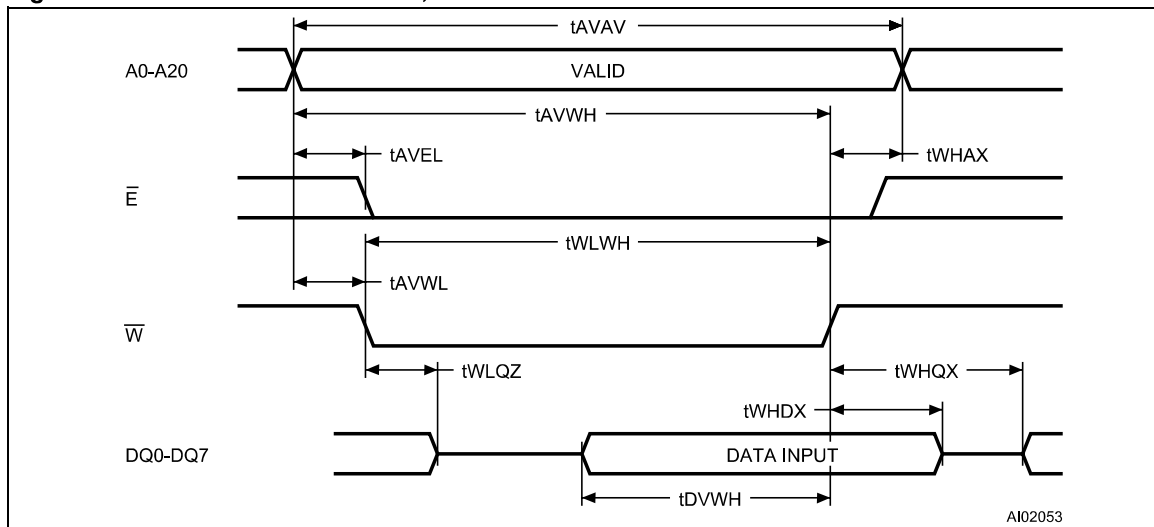 tAVAV
A0-A20
VALID
tAVWH
tAVEL
tWHAX
E̅
tWLWH
tAVWL
W̅
tWLQZ
tWHQX
tWHDX
DQ0-DQ7
DATA INPUT
tDVWH
AI02053